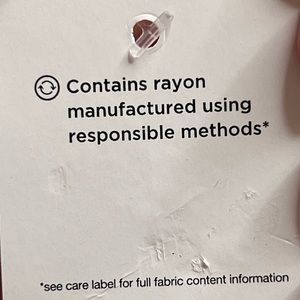 Contains rayon
manufactured using
responsible methods*
*see care label for full fabric content information